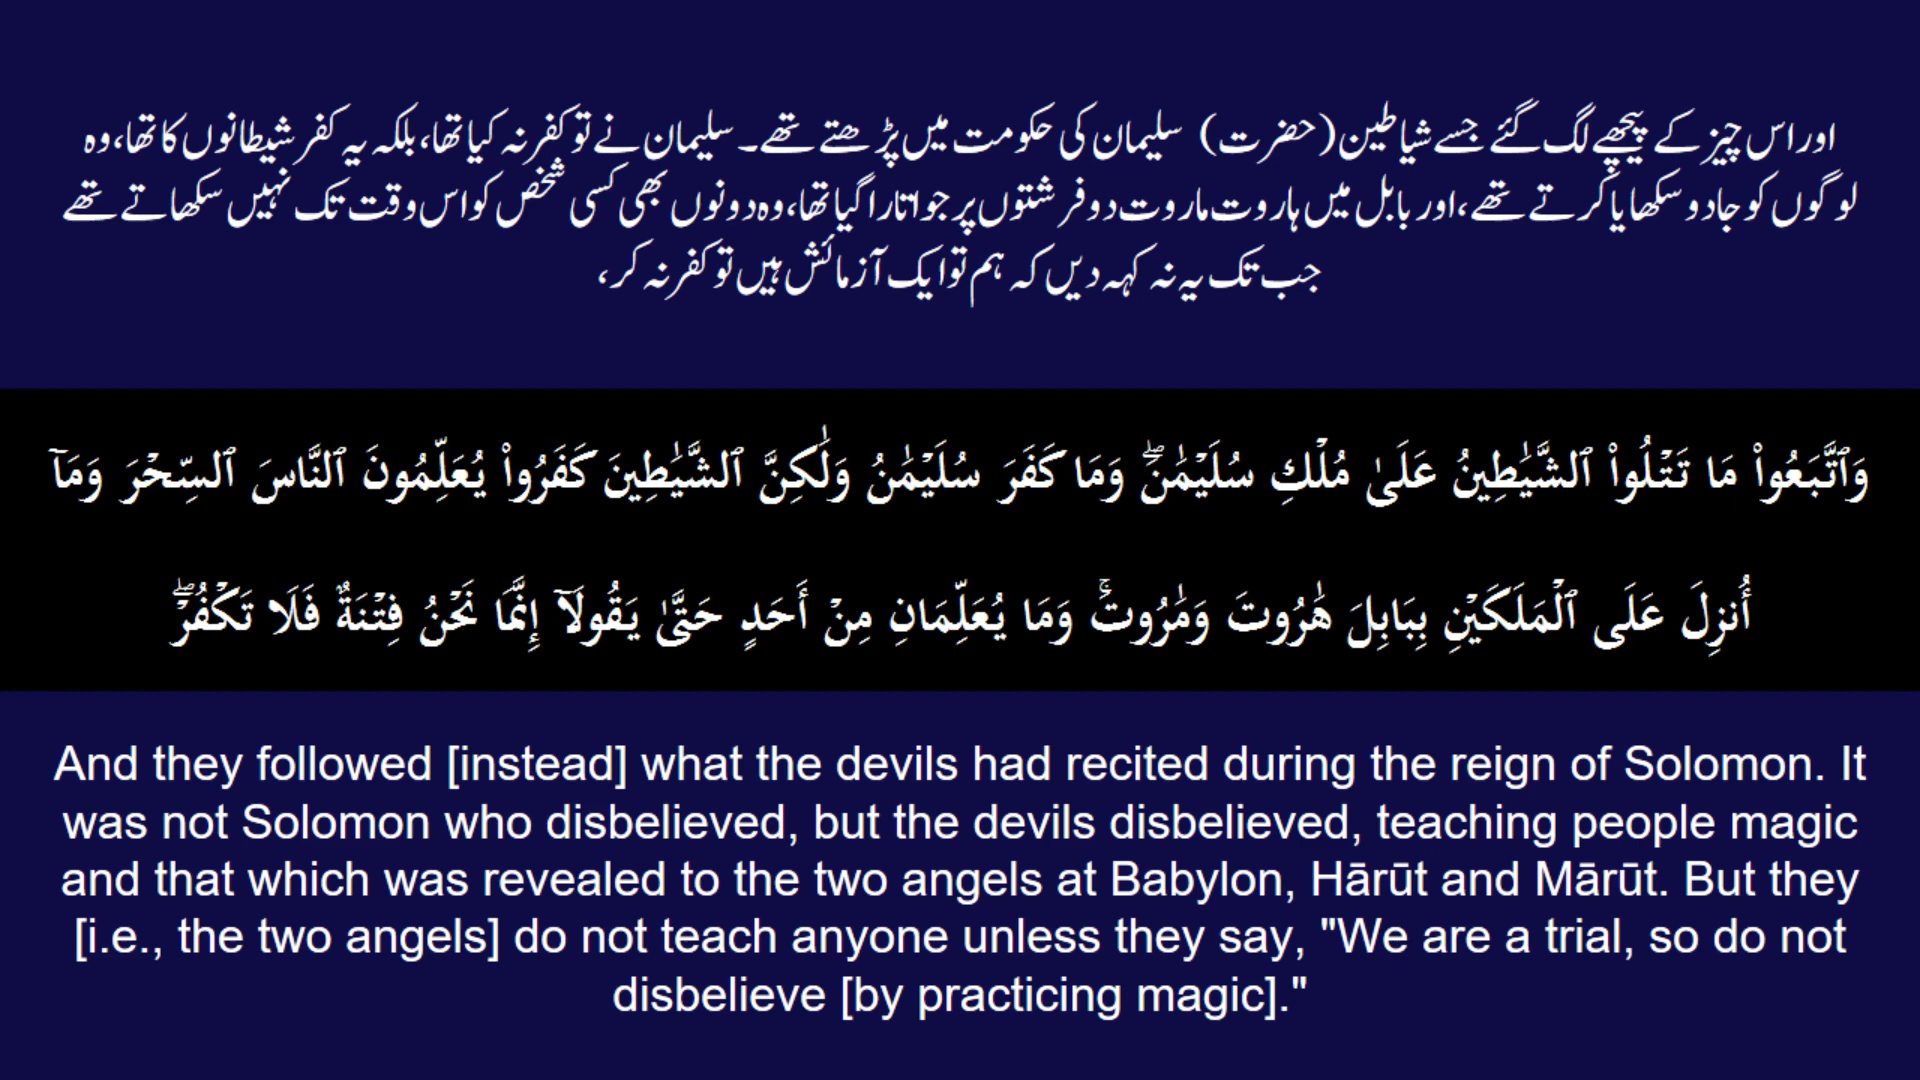 اور اس چیز کے پیچھے لگ گئے جسے شیاطین (حضرت) سلیمان کی حکومت میں پڑھتے تھے۔ سلیمان نے تو کفر نہ کیا تھا، بلکہ یہ کفر شیطانوں کا تھا، وہ
لوگوں کو جادو سکھایا کرتے تھے، اور بابل میں ہاروت ماروت دو فرشتوں پر جو اتارا گیا تھا، وہ دونوں بھی کسی شخص کو اس وقت تک نہیں سکھاتے تھے
جب تک یہ نہ کہہ دیں کہ ہم تو ایک آزمائش ہیں تو کفر نہ کر،
وَٱتَّبَعُوا۟ مَا تَتْلُوا۟ ٱلشَّيَـٰطِينُ عَلَىٰ مُلْكِ سُلَيْمَـٰنَ ۖ وَمَا كَفَرَ سُلَيْمَـٰنُ وَلَـٰكِنَّ ٱلشَّيَـٰطِينَ كَفَرُوا۟ يُعَلِّمُونَ ٱلنَّاسَ ٱلسِّحْرَ وَمَآ
أُنزِلَ عَلَى ٱلْمَلَكَيْنِ بِبَابِلَ هَـٰرُوتَ وَمَـٰرُوتَ ۚ وَمَا يُعَلِّمَانِ مِنْ أَحَدٍ حَتَّىٰ يَقُولَآ إِنَّمَا نَحْنُ فِتْنَةٌ فَلَا تَكْفُرْ ۖ
And they followed [instead] what the devils had recited during the reign of Solomon. It
was not Solomon who disbelieved, but the devils disbelieved, teaching people magic
and that which was revealed to the two angels at Babylon, Hārūt and Mārūt. But they
[i.e., the two angels] do not teach anyone unless they say, "We are a trial, so do not
disbelieve [by practicing magic]."